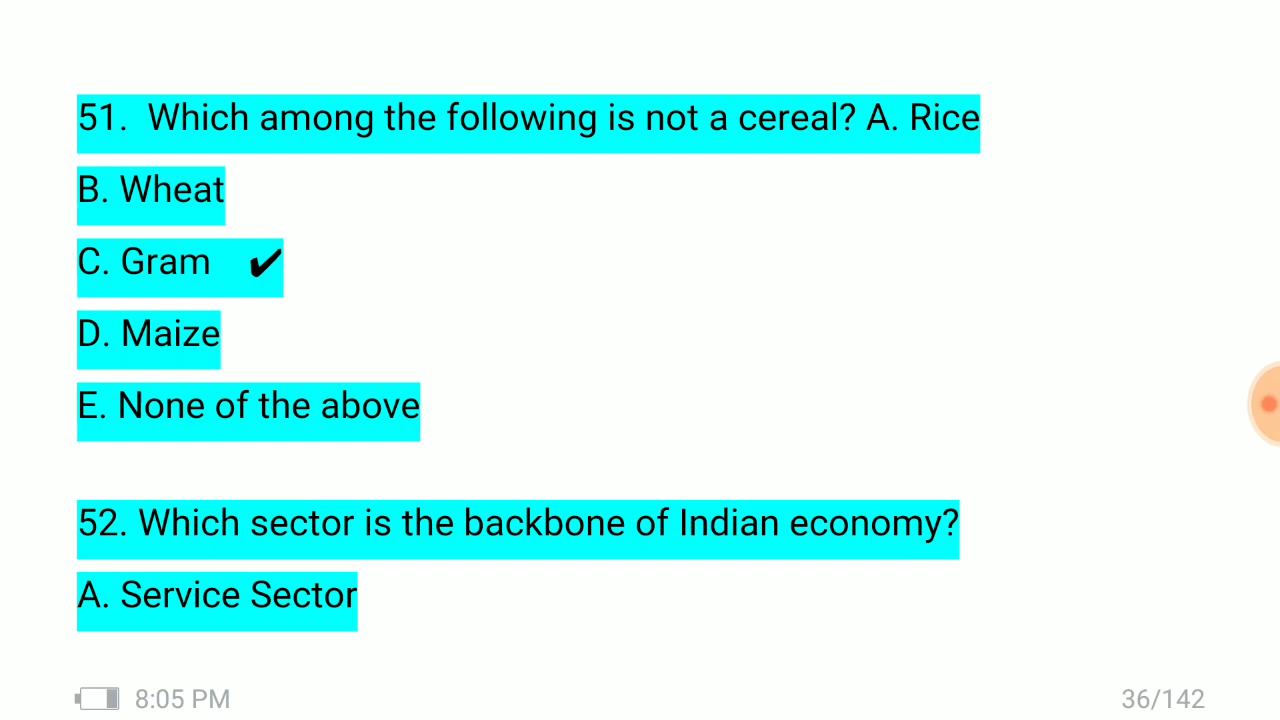 51.  Which among the following is not a cereal? A. Rice
B. Wheat
C. Gram    ✔
D. Maize
E. None of the above
52. Which sector is the backbone of Indian economy?
A. Service Sector
8:05 PM
36/142